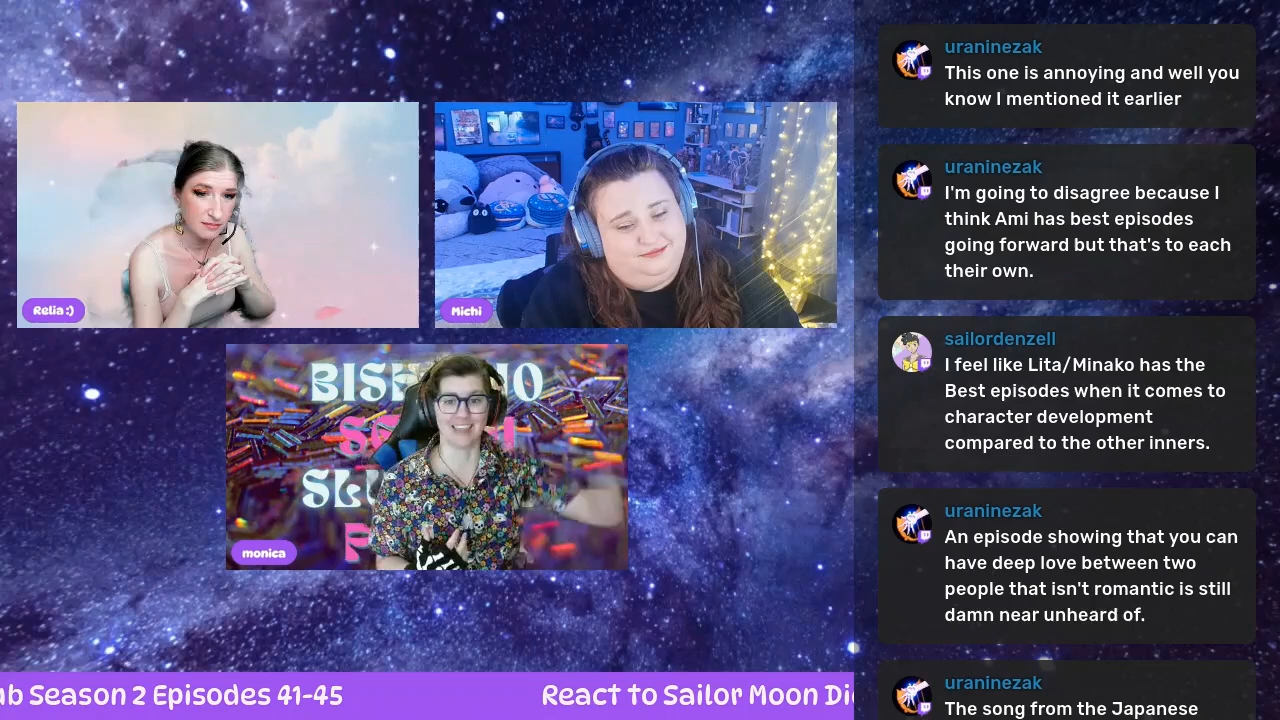 uraninezak
This one is annoying and well you
know I mentioned it earlier
uraninezak
I'm going to disagree because I
think Ami has best episodes
going forward but that's to each
their own.
sailordenzell
I feel like Lita/Minako has the
Best episodes when it comes to
character development
compared to the other inners.
uraninezak
An episode showing that you can
have deep love between two
people that isn't romantic is still
damn near unheard of.
uraninezak
The song from the Japanese
Relia :)
Michi
monica
Season 2 Episodes 41-45
React to Sailor Moon